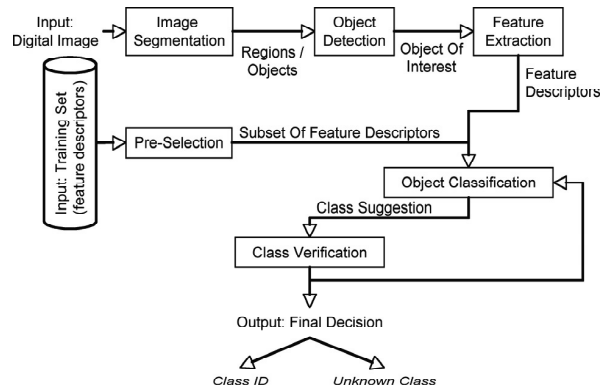 Input:
Digital Image
Image
Segmentation
Regions /
Objects
Object
Detection
Object Of
Interest
Feature
Extraction
Feature
Descriptors
Input: Training Set
(feature descriptors)
Pre-Selection
Subset Of Feature Descriptors
Object Classification
Class Suggestion
Class Verification
Output: Final Decision
Class ID
Unknown Class